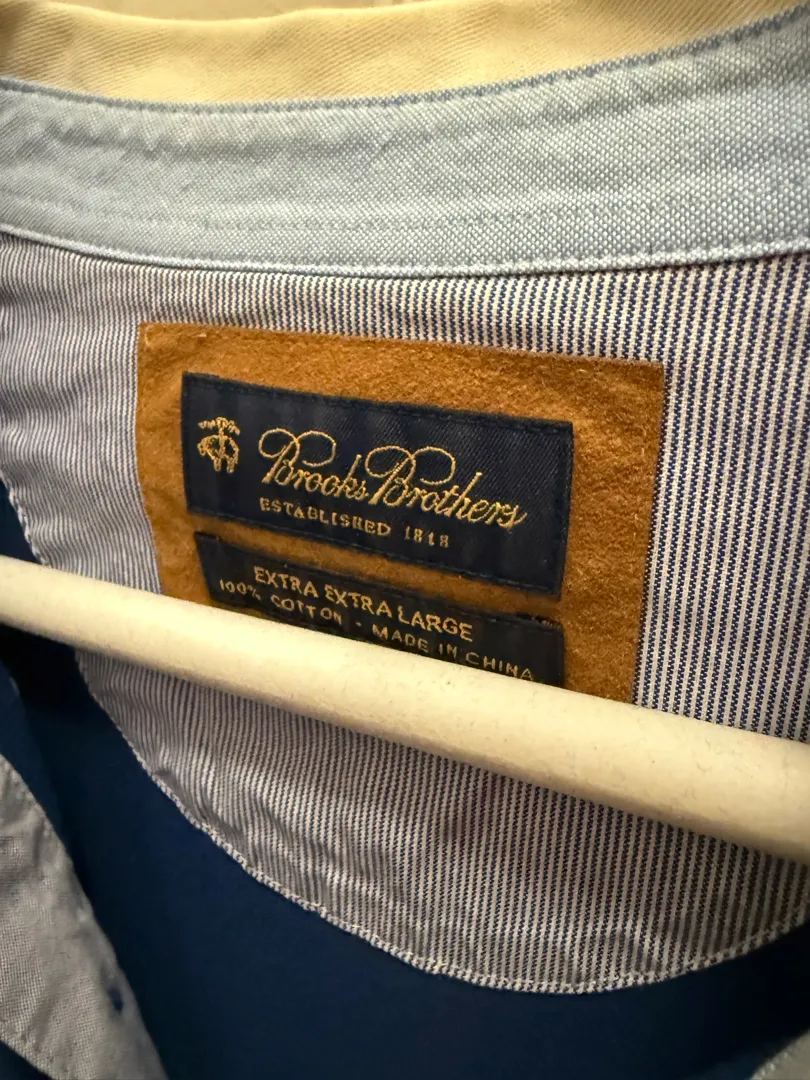 Brooks Brothers
ESTABLISHED 1818
EXTRA EXTRA LARGE
100% COTTON · MADE IN CHINA